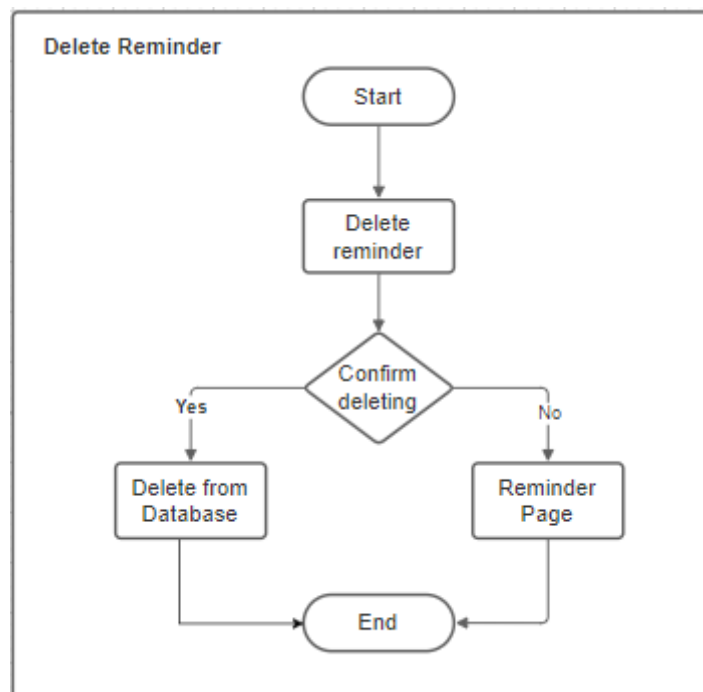 Delete Reminder
Start
Delete
reminder
Confirm
deleting
Yes
No
Delete from
Database
Reminder
Page
End